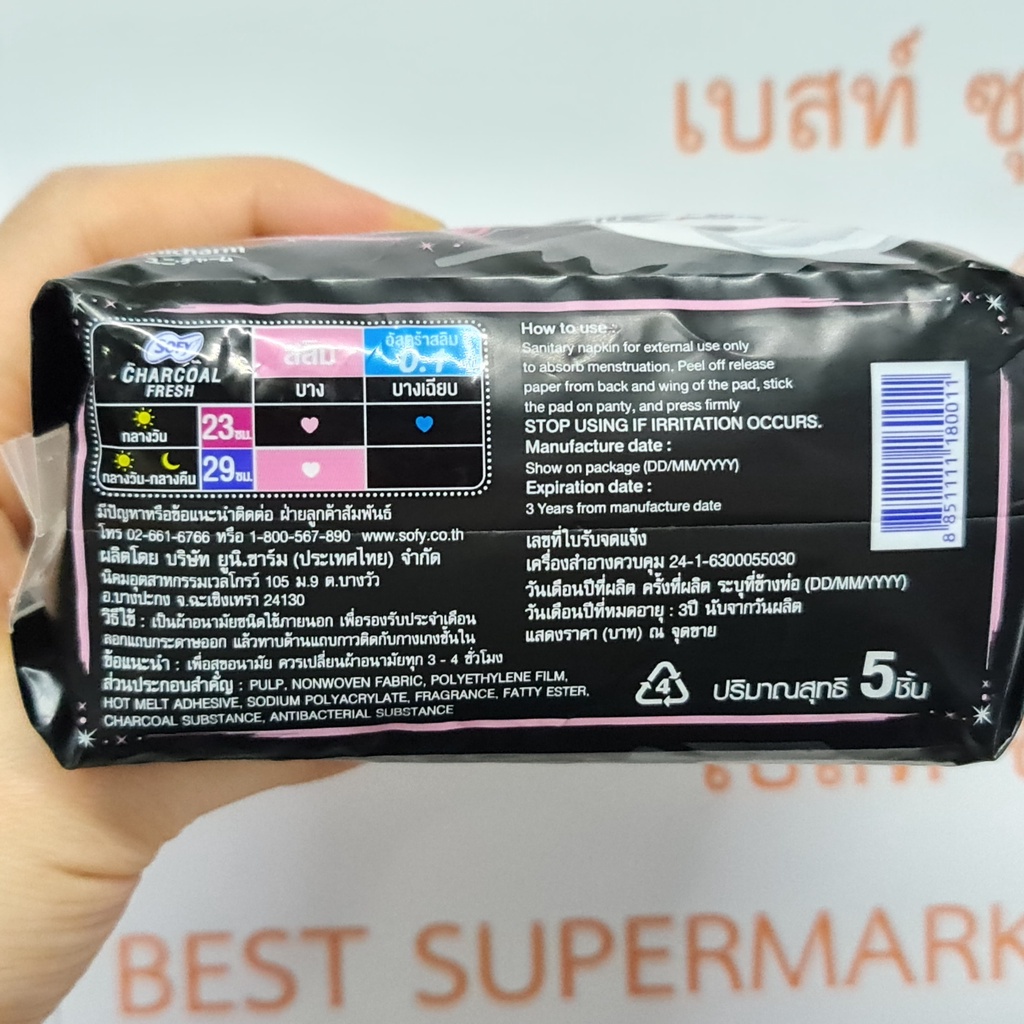 เบสท์ ซุ
ユニ・チャーム
SOFY
CHARCOAL
FRESH
สลิม
อัลตร้าสลิม
0.1
บาง
บางเฉียบ
กลางวัน
23 ซม.
กลางวัน-กลางคืน
29 ซม.
มีปัญหาหรือข้อแนะนำติดต่อ ฝ่ายลูกค้าสัมพันธ์
โทร 02-661-6766 หรือ 1-800-567-890 www.sofy.co.th
ผลิตโดย บริษัท ยูนิ.ชาร์ม (ประเทศไทย) จำกัด
นิคมอุตสาหกรรมเวลโกรว์ 105 ม.9 ต.บางวัว
อ.บางปะกง จ.ฉะเชิงเทรา 24130
วิธีใช้ : เป็นผ้าอนามัยชนิดใช้ภายนอก เพื่อรองรับประจำเดือน
ลอกแถบกระดาษออก แล้วทาบด้านแถบกาวติดกับกางเกงชั้นใน
ข้อแนะนำ : เพื่อสุขอนามัย ควรเปลี่ยนผ้าอนามัยทุก 3 - 4 ชั่วโมง
ส่วนประกอบสำคัญ : PULP, NONWOVEN FABRIC, POLYETHYLENE FILM,
HOT MELT ADHESIVE, SODIUM POLYACRYLATE, FRAGRANCE, FATTY ESTER,
CHARCOAL SUBSTANCE, ANTIBACTERIAL SUBSTANCE
How to use :
Sanitary napkin for external use only
to absorb menstruation. Peel off release
paper from back and wing of the pad, stick
the pad on panty, and press firmly
STOP USING IF IRRITATION OCCURS.
Manufacture date :
Show on package (DD/MM/YYYY)
Expiration date :
3 Years from manufacture date
เลขที่ใบรับจดแจ้ง
เครื่องสำอางควบคุม 24-1-6300055030
วันเดือนปีที่ผลิต ครั้งที่ผลิต ระบุที่ข้างห่อ (DD/MM/YYYY)
วันเดือนปีที่หมดอายุ : 3ปี นับจากวันผลิต
แสดงราคา (บาท) ณ จุดขาย
4
ปริมาณสุทธิ 5 ชิ้น
8 851111 180011
BEST SUPERMARK